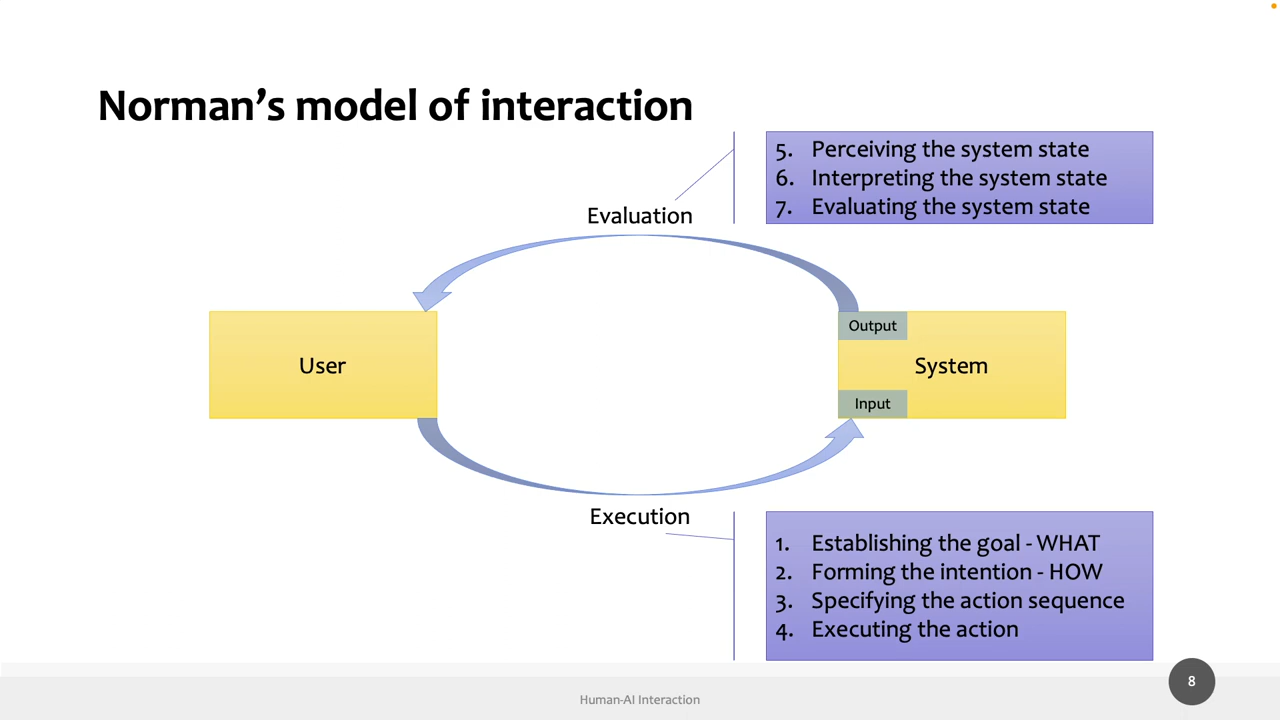 Norman’s model of interaction
5. Perceiving the system state
6. Interpreting the system state
7. Evaluating the system state
Evaluation
User
Output
System
Input
Execution
1. Establishing the goal - WHAT
2. Forming the intention - HOW
3. Specifying the action sequence
4. Executing the action
8
Human-AI Interaction